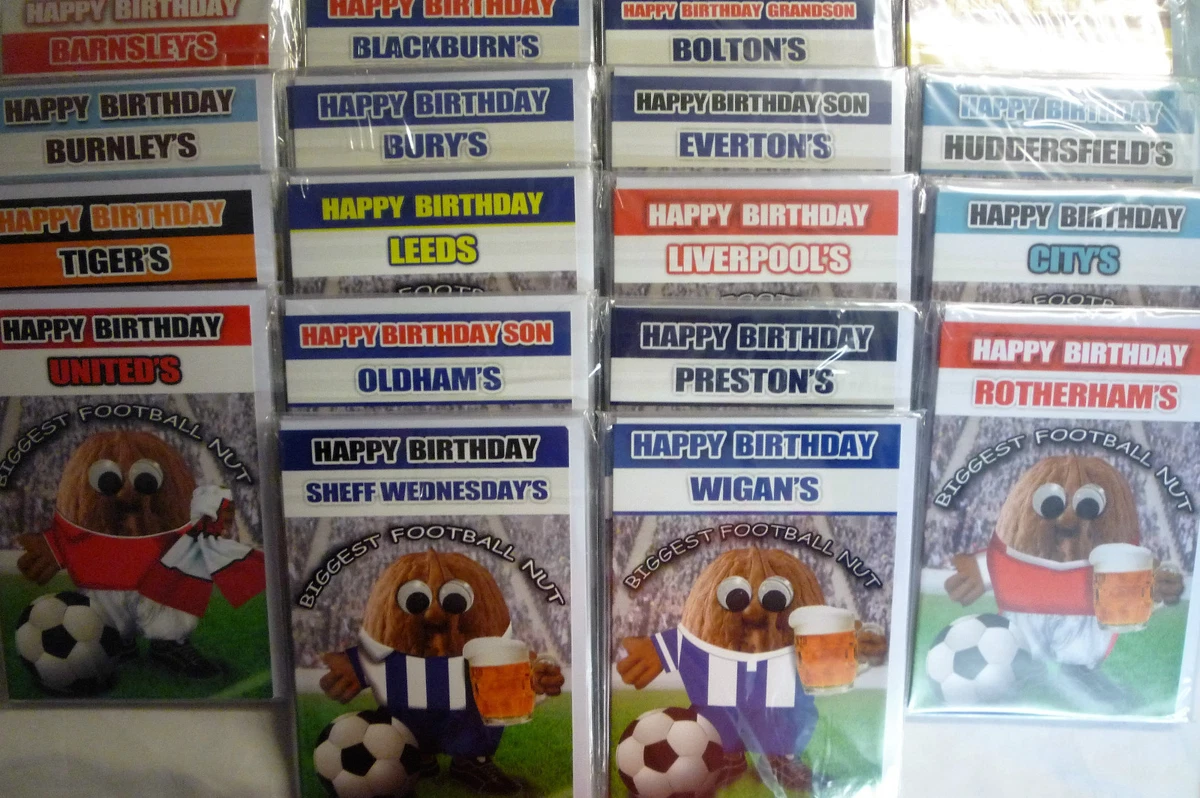 HAPPY BIRTHDAY
BARNSLEY'S
HAPPY BIRTHDAY
BLACKBURN'S
HAPPY BIRTHDAY GRANDSON
BOLTON'S
HAPPY BIRTHDAY
BURNLEY'S
HAPPY BIRTHDAY
BURY'S
HAPPY BIRTHDAY SON
EVERTON'S
HAPPY BIRTHDAY
HUDDERSFIELD'S
HAPPY BIRTHDAY
TIGER'S
HAPPY BIRTHDAY
LEEDS
FOOTB
HAPPY BIRTHDAY
LIVERPOOL'S
FOOTB
HAPPY BIRTHDAY
CITY'S
FOOTB
HAPPY BIRTHDAY
UNITED'S
BIGGEST FOOTBALL NUT
HAPPY BIRTHDAY SON
OLDHAM'S
HAPPY BIRTHDAY
PRESTON'S
HAPPY BIRTHDAY
ROTHERHAM'S
BIGGEST FOOTBALL NUT
HAPPY BIRTHDAY
SHEFF WEDNESDAY'S
BIGGEST FOOTBALL NUT
HAPPY BIRTHDAY
WIGAN'S
BIGGEST FOOTBALL NUT